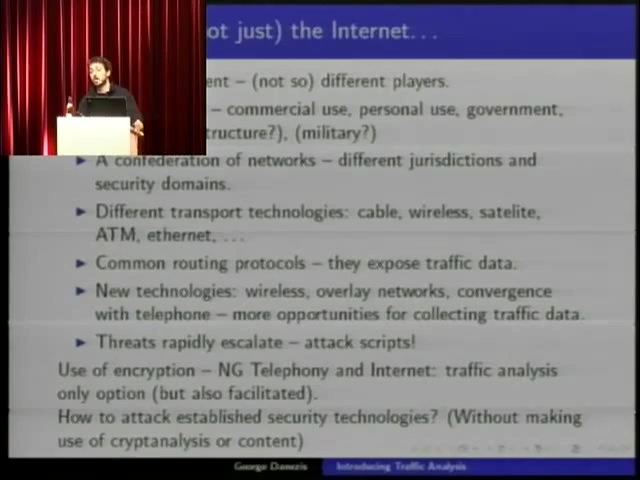 ot just) the Internet...
ent – (not so) different players.
– commercial use, personal use, government,
structure?), (military?)
A confederation of networks – different jurisdictions and
security domains.
Different transport technologies: cable, wireless, satelite,
ATM, ethernet, ...
Common routing protocols – they expose traffic data.
New technologies: wireless, overlay networks, convergence
with telephone – more opportunities for collecting traffic data.
Threats rapidly escalate – attack scripts!
Use of encryption – NG Telephony and Internet: traffic analysis
only option (but also facilitated).
How to attack established security technologies? (Without making
use of cryptanalysis or content)
George Danezis Introducing Traffic Analysis